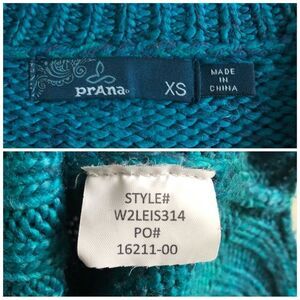 prAna
XS
MADE IN
CHINA
STYLE#
W2LEIS314
PO#
16211-00